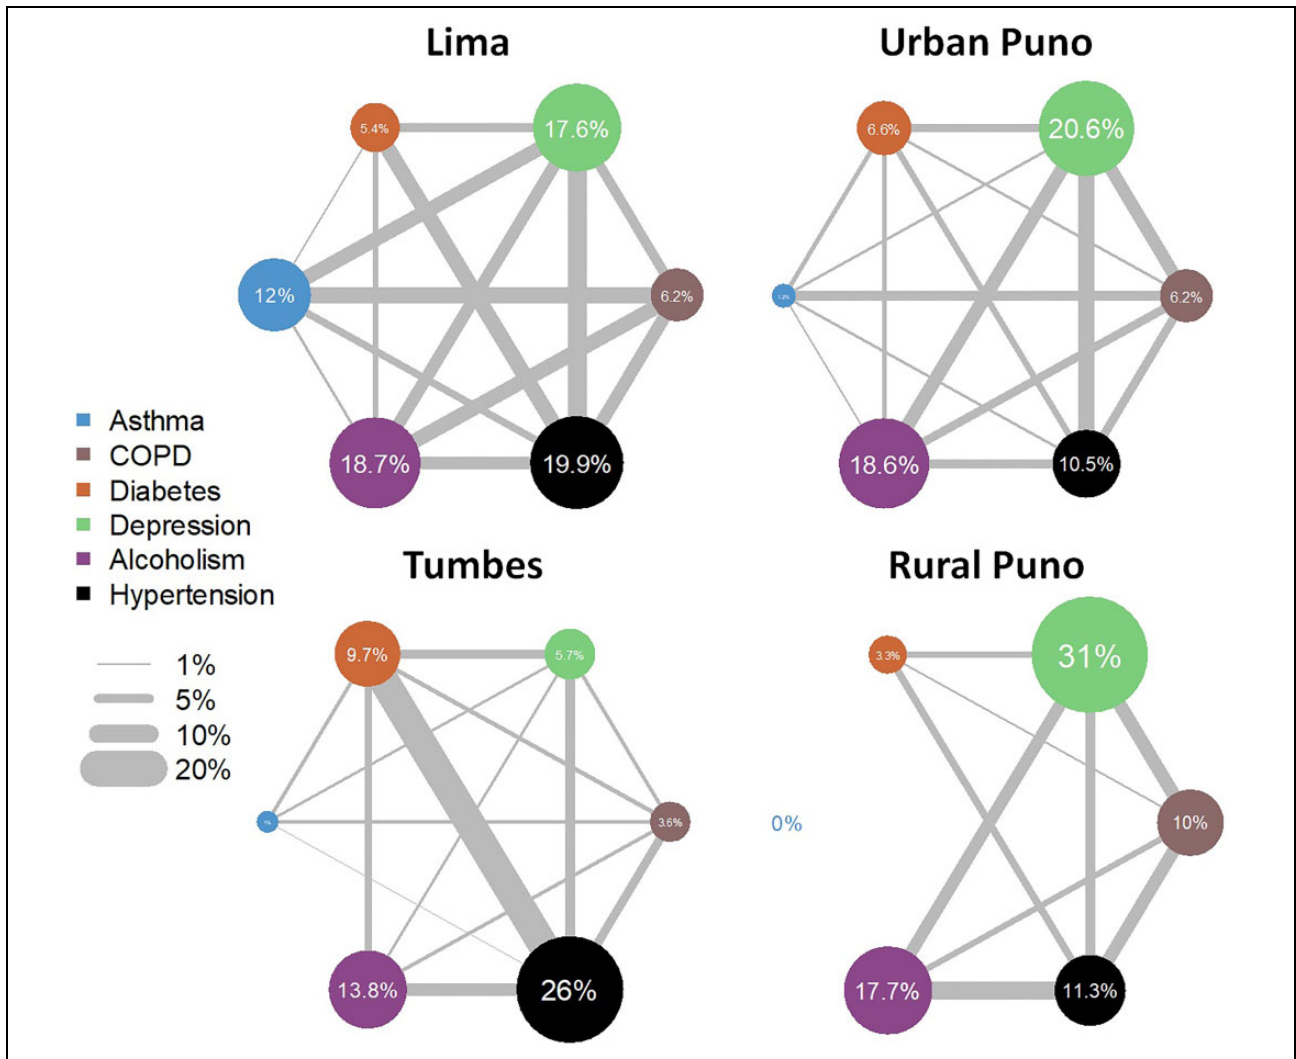 Lima
Urban Puno
5.4%
17.6%
6.6%
20.6%
12%
6.2%
6.2%
18.7%
19.9%
18.6%
10.5%
Asthma
COPD
Diabetes
Depression
Alcoholism
Hypertension
1%
5%
10%
20%
Tumbes
Rural Puno
9.7%
5.7%
3.3%
31%
3.6%
0%
10%
13.8%
26%
17.7%
11.3%